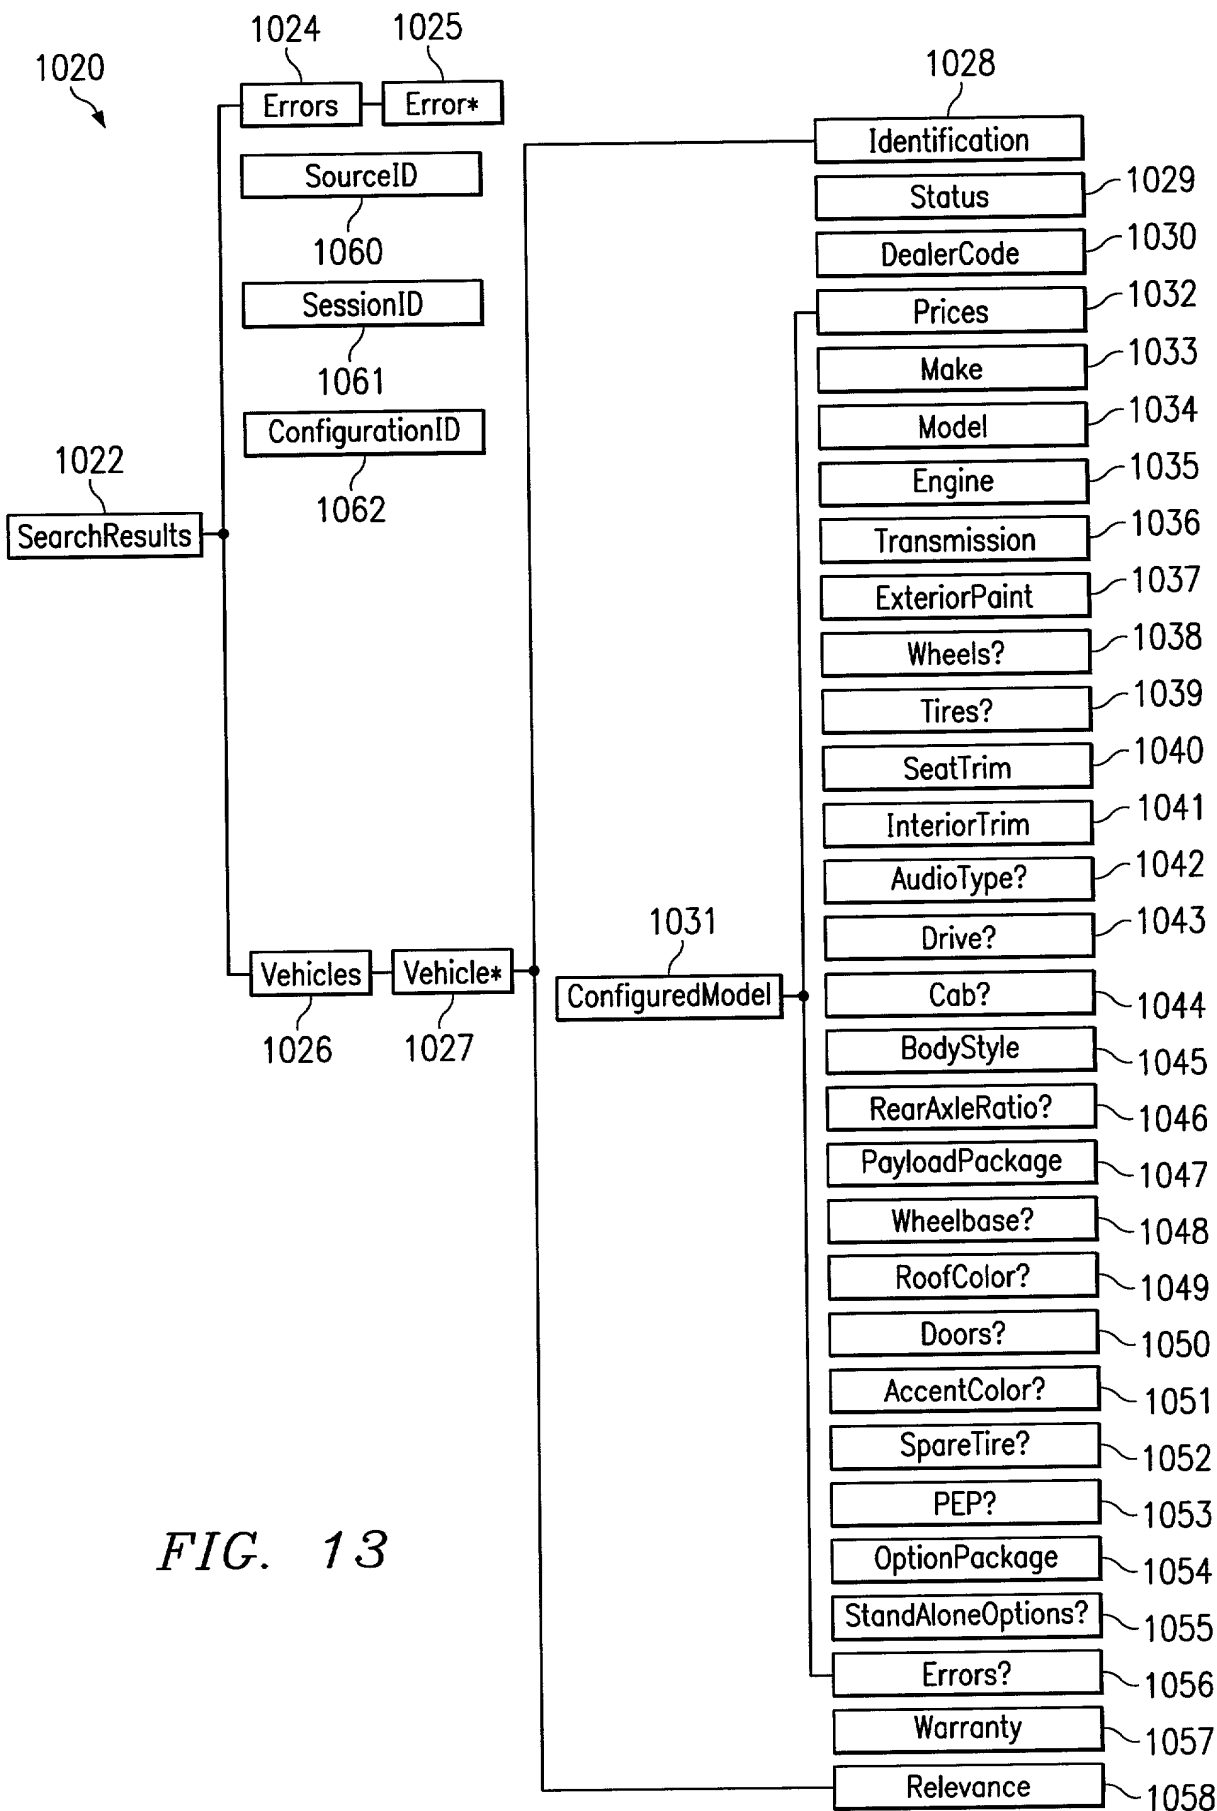 1020
1024
1025
Errors
Error*
SourceID
1060
SessionID
1061
ConfigurationID
1062
1022
SearchResults
Vehicles
Vehicle*
1026
1027
1031
ConfiguredModel
1028
Identification
Status 1029
DealerCode 1030
Prices 1032
Make 1033
Model 1034
Engine 1035
Transmission 1036
ExteriorPaint 1037
Wheels? 1038
Tires? 1039
SeatTrim 1040
InteriorTrim 1041
AudioType? 1042
Drive? 1043
Cab? 1044
BodyStyle 1045
RearAxleRatio? 1046
PayloadPackage 1047
Wheelbase? 1048
RoofColor? 1049
Doors? 1050
AccentColor? 1051
SpareTire? 1052
PEP? 1053
OptionPackage 1054
StandAloneOptions? 1055
Errors? 1056
Warranty 1057
Relevance 1058
FIG. 13